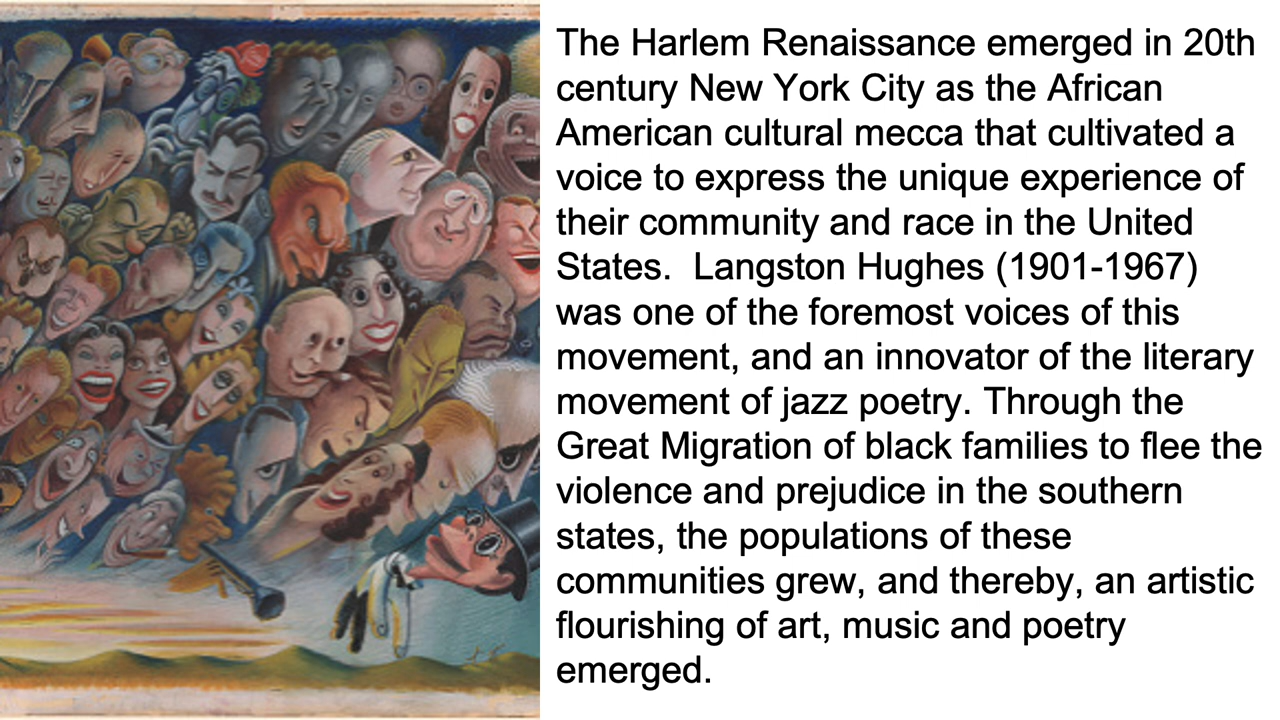 The Harlem Renaissance emerged in 20th
century New York City as the African
American cultural mecca that cultivated a
voice to express the unique experience of
their community and race in the United
States.  Langston Hughes (1901-1967)
was one of the foremost voices of this
movement, and an innovator of the literary
movement of jazz poetry. Through the
Great Migration of black families to flee the
violence and prejudice in the southern
states, the populations of these
communities grew, and thereby, an artistic
flourishing of art, music and poetry
emerged.